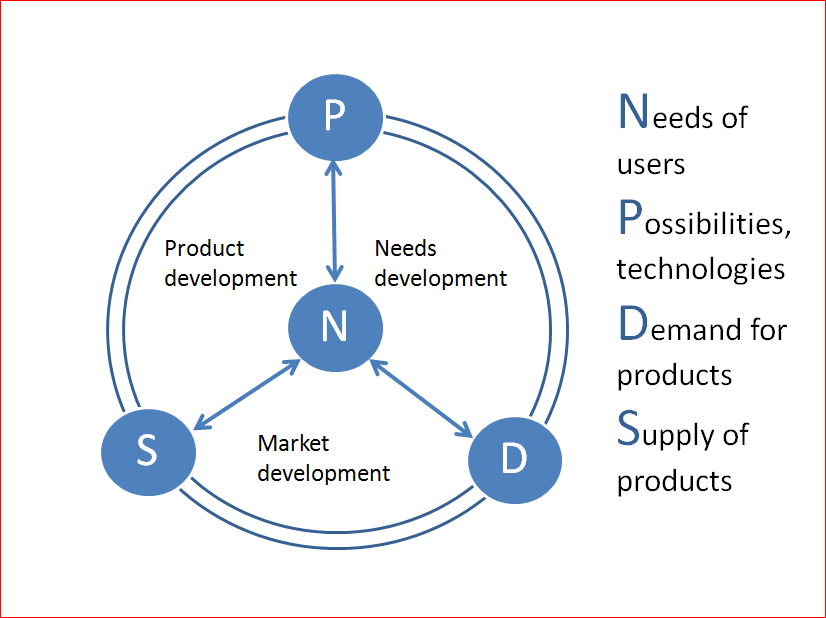 P
Product
development
Needs
development
N
S
Market
development
D
Needs of
users
Possibilities,
technologies
Demand for
products
Supply of
products